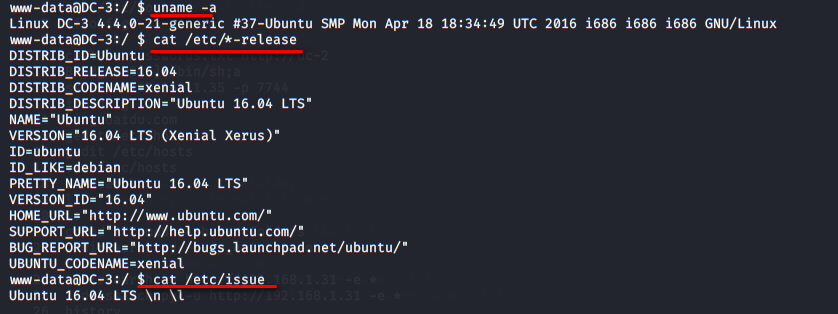 www-data@DC-3:/ $ uname -a
Linux DC-3 4.4.0-21-generic #37-Ubuntu SMP Mon Apr 18 18:34:49 UTC 2016 i686 i686 i686 GNU/Linux
www-data@DC-3:/ $ cat /etc/*-release
DISTRIB_ID=Ubuntu
DISTRIB_RELEASE=16.04
DISTRIB_CODENAME=xenial
DISTRIB_DESCRIPTION="Ubuntu 16.04 LTS"
NAME="Ubuntu"
VERSION="16.04 LTS (Xenial Xerus)"
ID=ubuntu
ID_LIKE=debian
PRETTY_NAME="Ubuntu 16.04 LTS"
VERSION_ID="16.04"
HOME_URL="http://www.ubuntu.com/"
SUPPORT_URL="http://help.ubuntu.com/"
BUG_REPORT_URL="http://bugs.launchpad.net/ubuntu/"
UBUNTU_CODENAME=xenial
www-data@DC-3:/ $ cat /etc/issue
Ubuntu 16.04 LTS \n \l